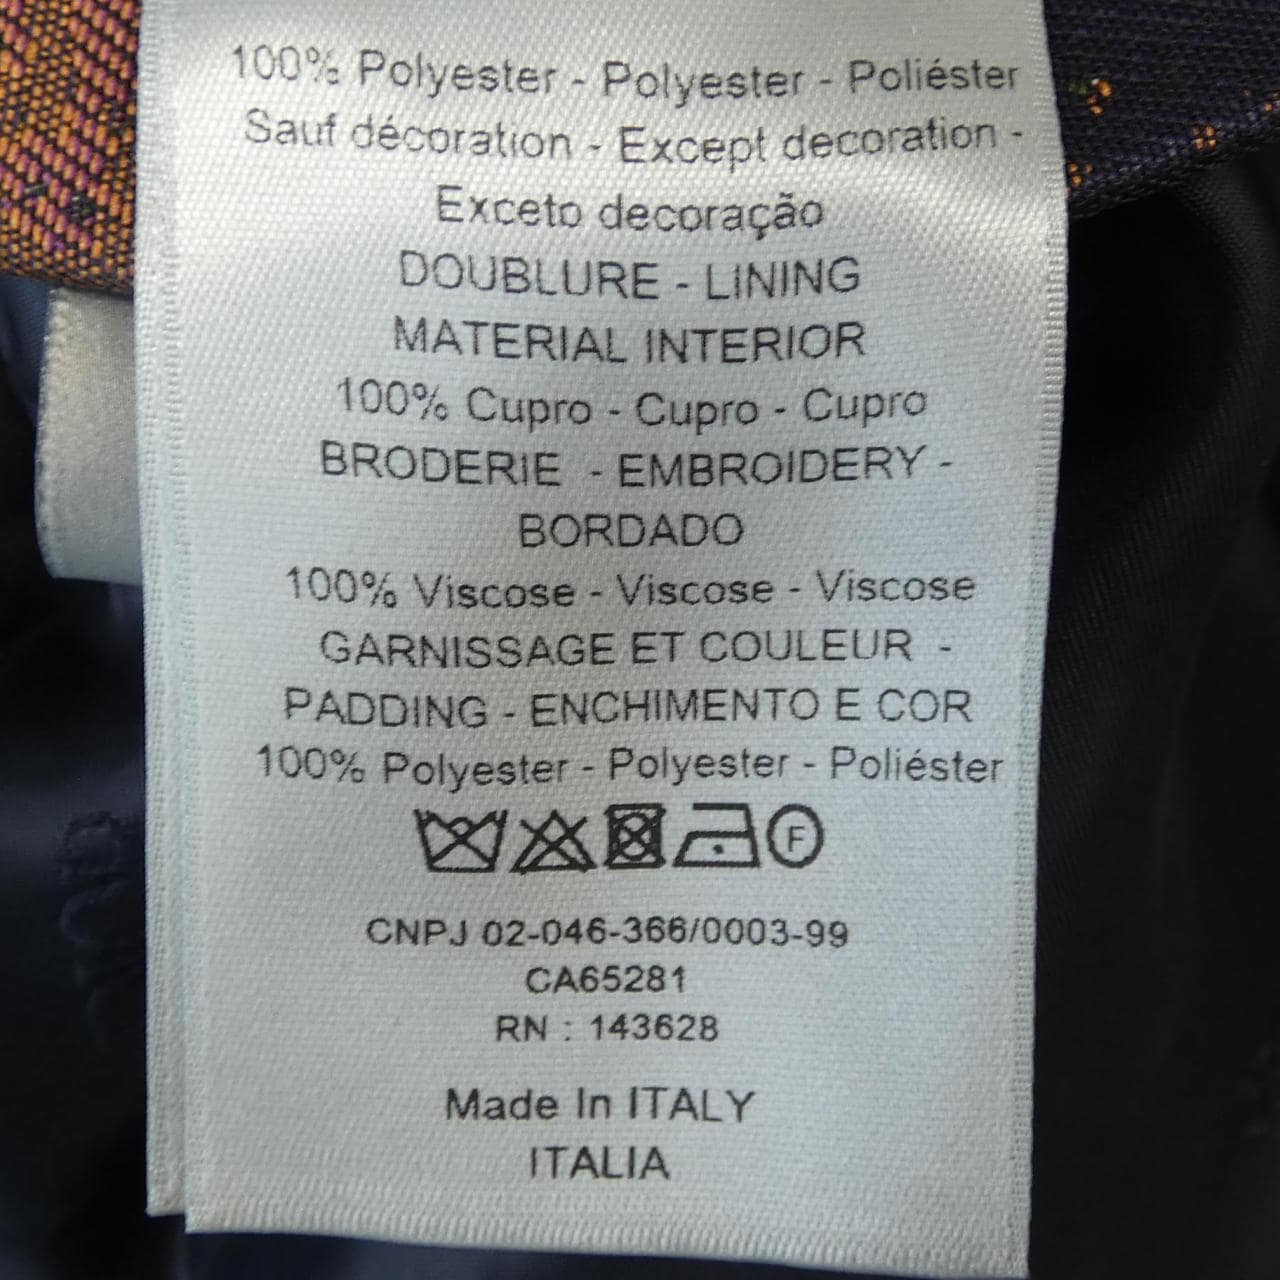 100% Polyester - Polyester - Poliéster
Sauf décoration - Except decoration -
Exceto decoração
DOUBLURE - LINING
MATERIAL INTERIOR
100% Cupro - Cupro - Cupro
BRODERIE - EMBROIDERY -
BORDADO
100% Viscose - Viscose - Viscose
GARNISSAGE ET COULEUR -
PADDING - ENCHIMENTO E COR
100% Polyester - Polyester - Poliéster
F
CNPJ 02-046-366/0003-99
CA65281
RN : 143628
Made In ITALY
ITALIA